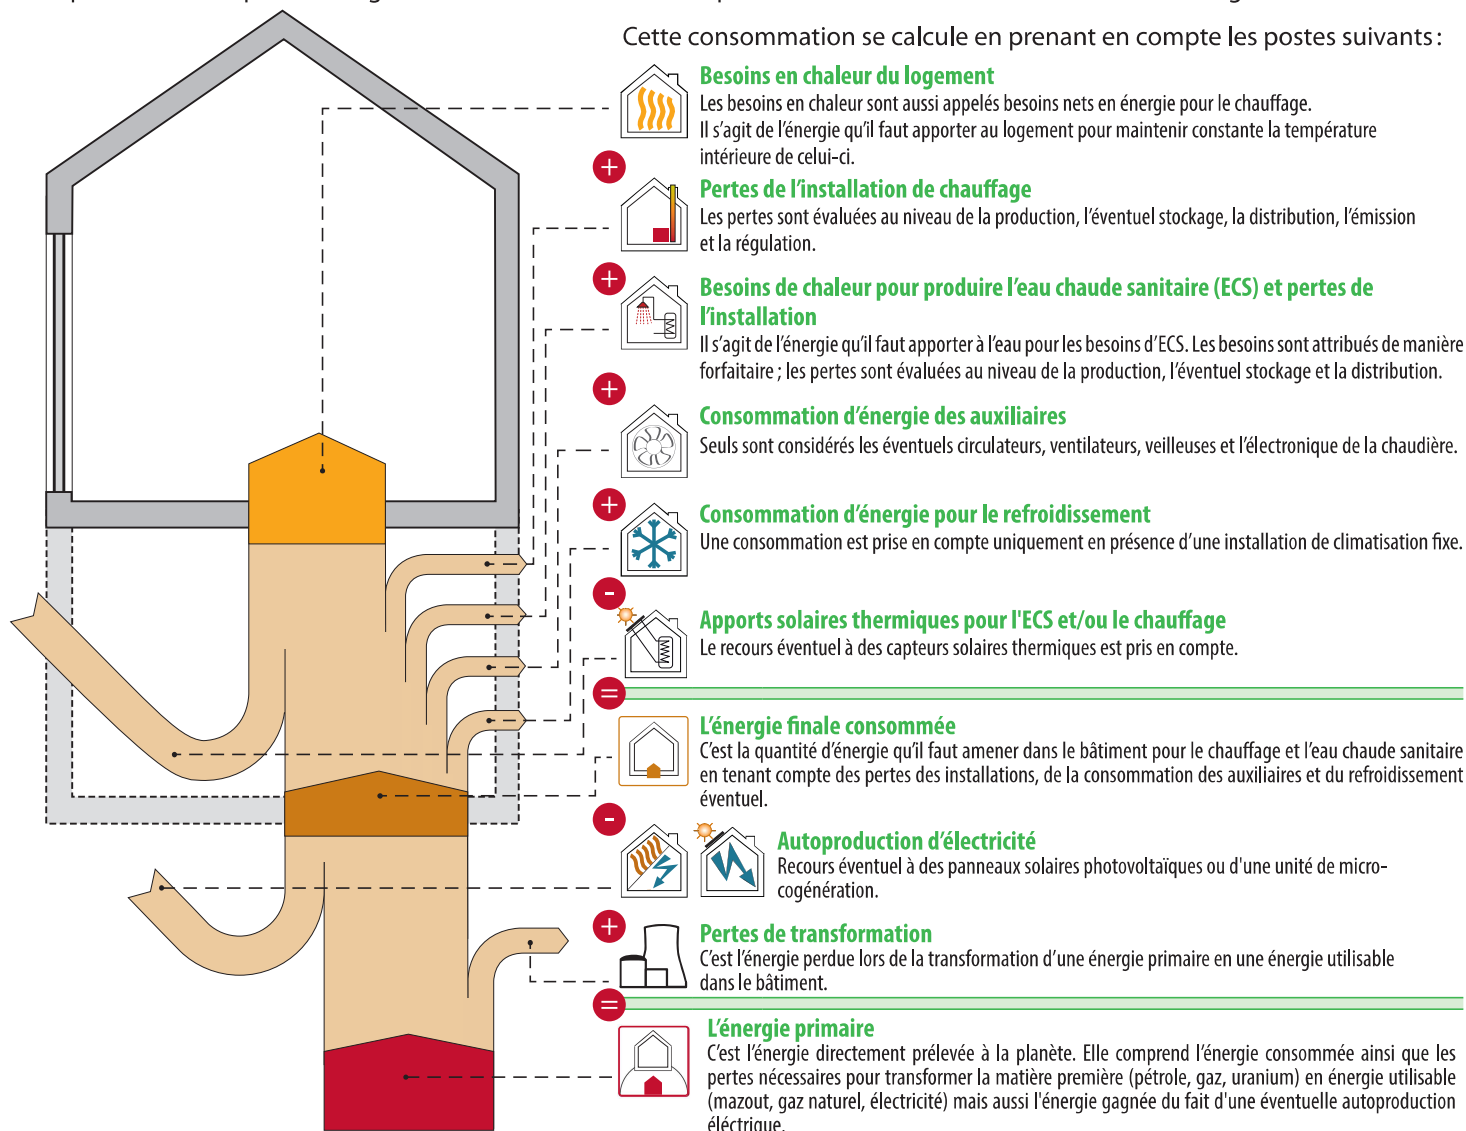 Cette consommation se calcule en prenant en compte les postes suivants :
Besoins en chaleur du logement
Les besoins en chaleur sont aussi appelés besoins nets en énergie pour le chauffage.
Il s'agit de l'énergie qu'il faut apporter au logement pour maintenir constante la température
intérieure de celui-ci.
+
Pertes de l'installation de chauffage
Les pertes sont évaluées au niveau de la production, l'éventuel stockage, la distribution, l'émission
et la régulation.
+
Besoins de chaleur pour produire l'eau chaude sanitaire (ECS) et pertes de
l'installation
Il s'agit de l'énergie qu'il faut apporter à l'eau pour les besoins d'ECS. Les besoins sont attribués de manière
forfaitaire ; les pertes sont évaluées au niveau de la production, l'éventuel stockage et la distribution.
+
Consommation d'énergie des auxiliaires
Seuls sont considérés les éventuels circulateurs, ventilateurs, veilleuses et l'électronique de la chaudière.
+
Consommation d'énergie pour le refroidissement
Une consommation est prise en compte uniquement en présence d'une installation de climatisation fixe.
-
Apports solaires thermiques pour l'ECS et/ou le chauffage
Le recours éventuel à des capteurs solaires thermiques est pris en compte.
=
L'énergie finale consommée
C'est la quantité d'énergie qu'il faut amener dans le bâtiment pour le chauffage et l'eau chaude sanitaire
en tenant compte des pertes des installations, de la consommation des auxiliaires et du refroidissement
éventuel.
-
Autoproduction d'électricité
Recours éventuel à des panneaux solaires photovoltaïques ou d'une unité de micro-
cogénération.
+
Pertes de transformation
C'est l'énergie perdue lors de la transformation d'une énergie primaire en une énergie utilisable
dans le bâtiment.
=
L'énergie primaire
C'est l'énergie directement prélevée à la planète. Elle comprend l'énergie consommée ainsi que les
pertes nécessaires pour transformer la matière première (pétrole, gaz, uranium) en énergie utilisable
(mazout, gaz naturel, électricité) mais aussi l'énergie gagnée du fait d'une éventuelle autoproduction
éléctrique.